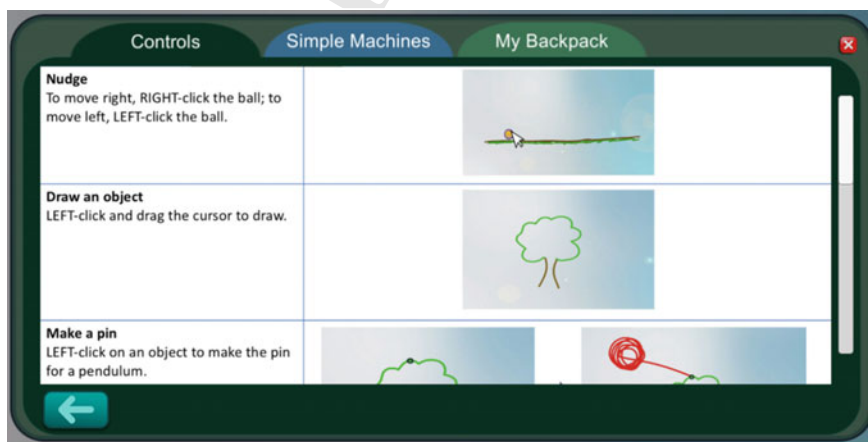 Controls
Simple Machines
My Backpack
Nudge
To move right, RIGHT-click the ball; to
move left, LEFT-click the ball.
Draw an object
LEFT-click and drag the cursor to draw.
Make a pin
LEFT-click on an object to make the pin
for a pendulum.